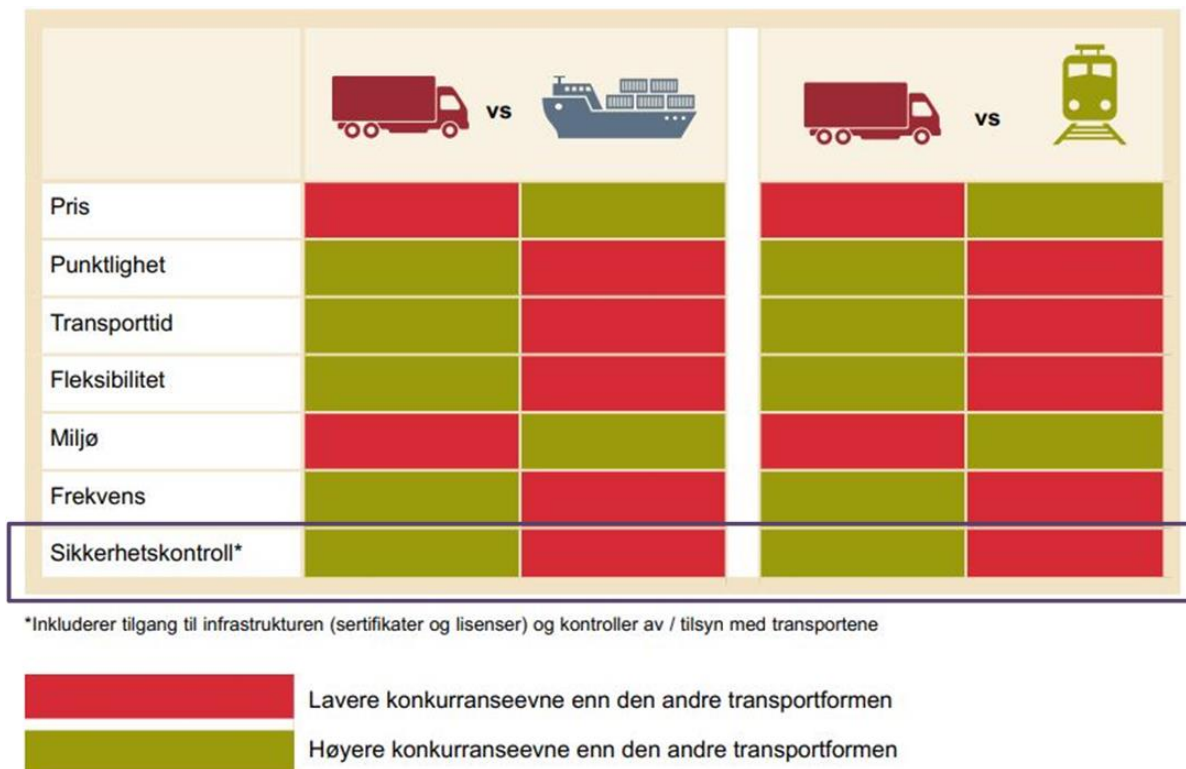 vs
vs
Pris
Punktlighet
Transporttid
Fleksibilitet
Miljø
Frekvens
Sikkerhetskontroll*
*Inkluderer tilgang til infrastrukturen (sertifikater og lisenser) og kontroller av / tilsyn med transportene
Lavere konkurranseevne enn den andre transportformen
Høyere konkurranseevne enn den andre transportformen